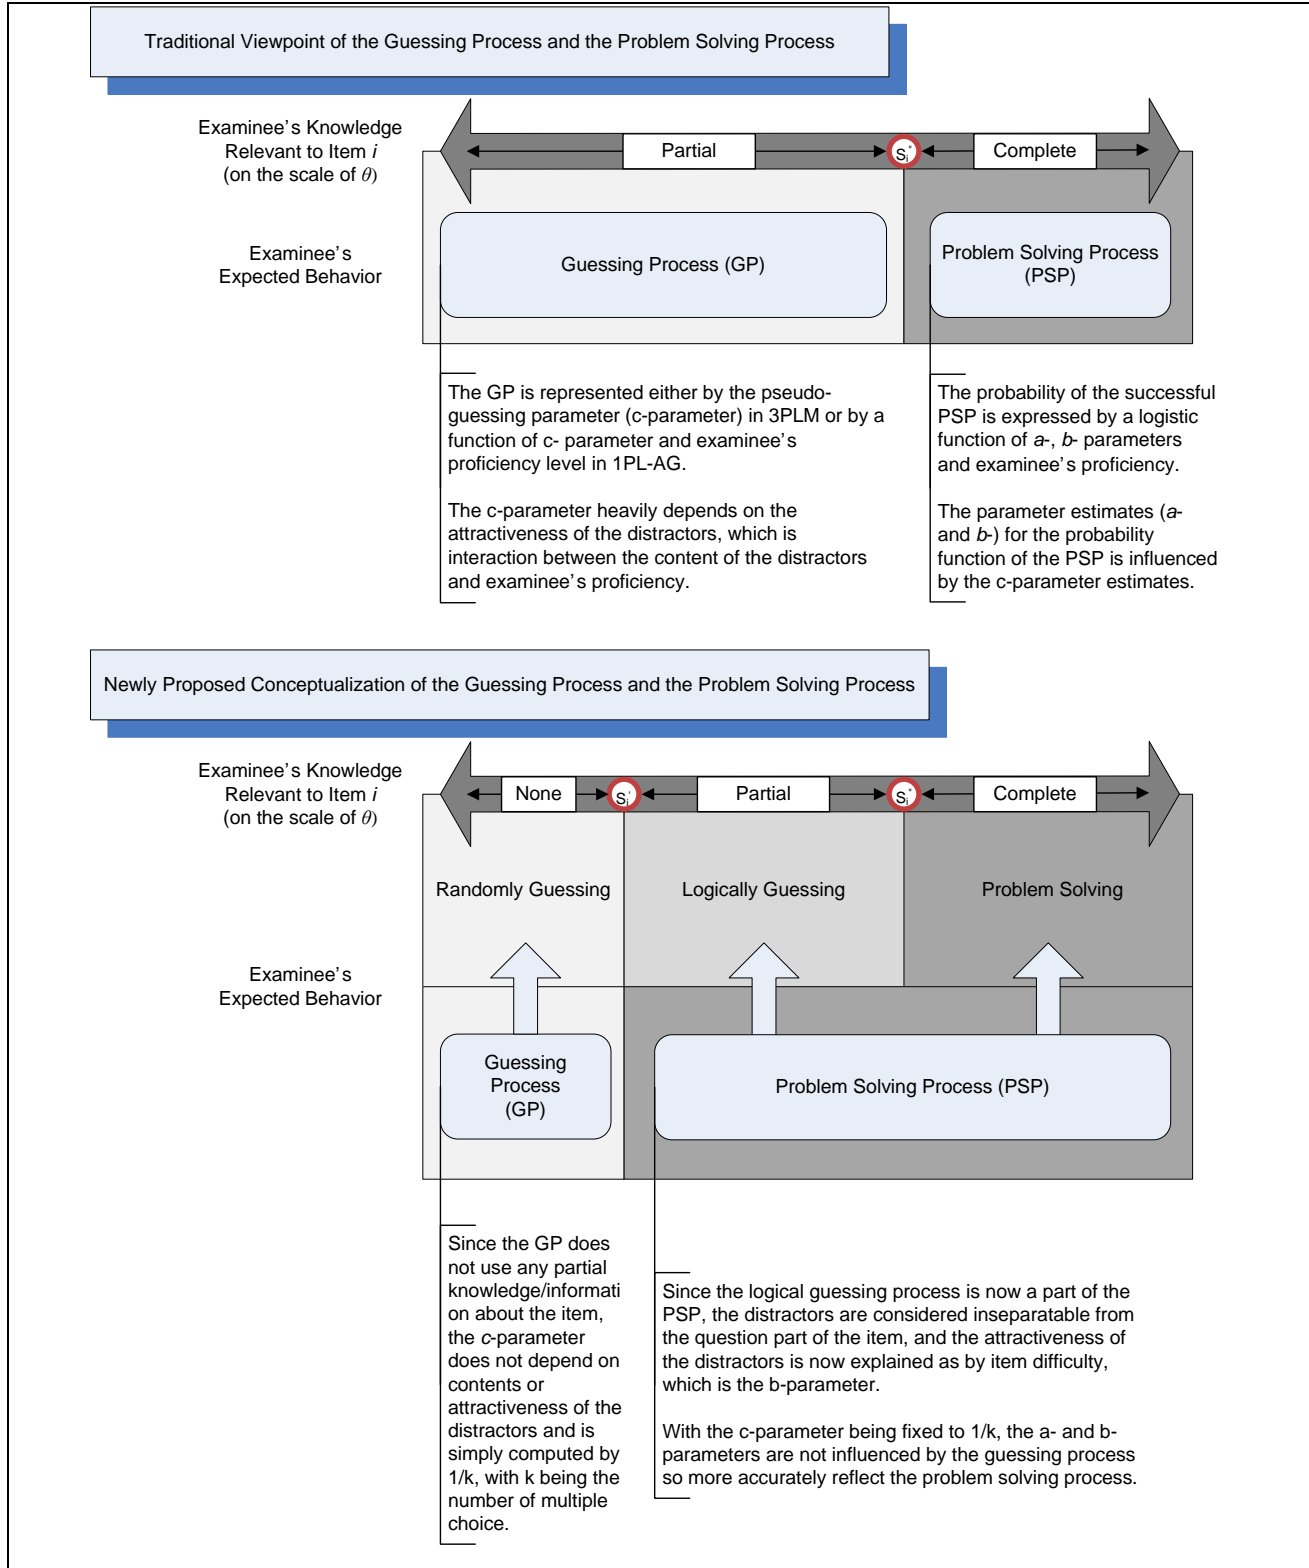 Traditional Viewpoint of the Guessing Process and the Problem Solving Process
Examinee's Knowledge
Relevant to Item i
(on the scale of θ)
Partial
Si*
Complete
Examinee's
Expected Behavior
Guessing Process (GP)
Problem Solving Process
(PSP)
The GP is represented either by the pseudo-
guessing parameter (c-parameter) in 3PLM or by a
function of c- parameter and examinee's
proficiency level in 1PL-AG.
The c-parameter heavily depends on the
attractiveness of the distractors, which is
interaction between the content of the distractors
and examinee's proficiency.
The probability of the successful
PSP is expressed by a logistic
function of a-, b- parameters
and examinee's proficiency.
The parameter estimates (a-
and b-) for the probability
function of the PSP is influenced
by the c-parameter estimates.
Newly Proposed Conceptualization of the Guessing Process and the Problem Solving Process
Examinee's Knowledge
Relevant to Item i
(on the scale of θ)
None
Si'
Partial
Si*
Complete
Randomly Guessing
Logically Guessing
Problem Solving
Examinee's
Expected Behavior
Guessing
Process
(GP)
Problem Solving Process (PSP)
Since the GP does
not use any partial
knowledge/informati
on about the item,
the c-parameter
does not depend on
contents or
attractiveness of the
distractors and is
simply computed by
1/k, with k being the
number of multiple
choice.
Since the logical guessing process is now a part of the
PSP, the distractors are considered inseparatable from
the question part of the item, and the attractiveness of
the distractors is now explained as by item difficulty,
which is the b-parameter.
With the c-parameter being fixed to 1/k, the a- and b-
parameters are not influenced by the guessing process
so more accurately reflect the problem solving process.